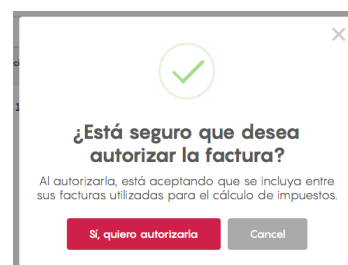 ¿Está seguro que desea
autorizar la factura?
Al autorizarla, está aceptando que se incluya entre
sus facturas utilizadas para el cálculo de impuestos.
Sí, quiero autorizarla
Cancel